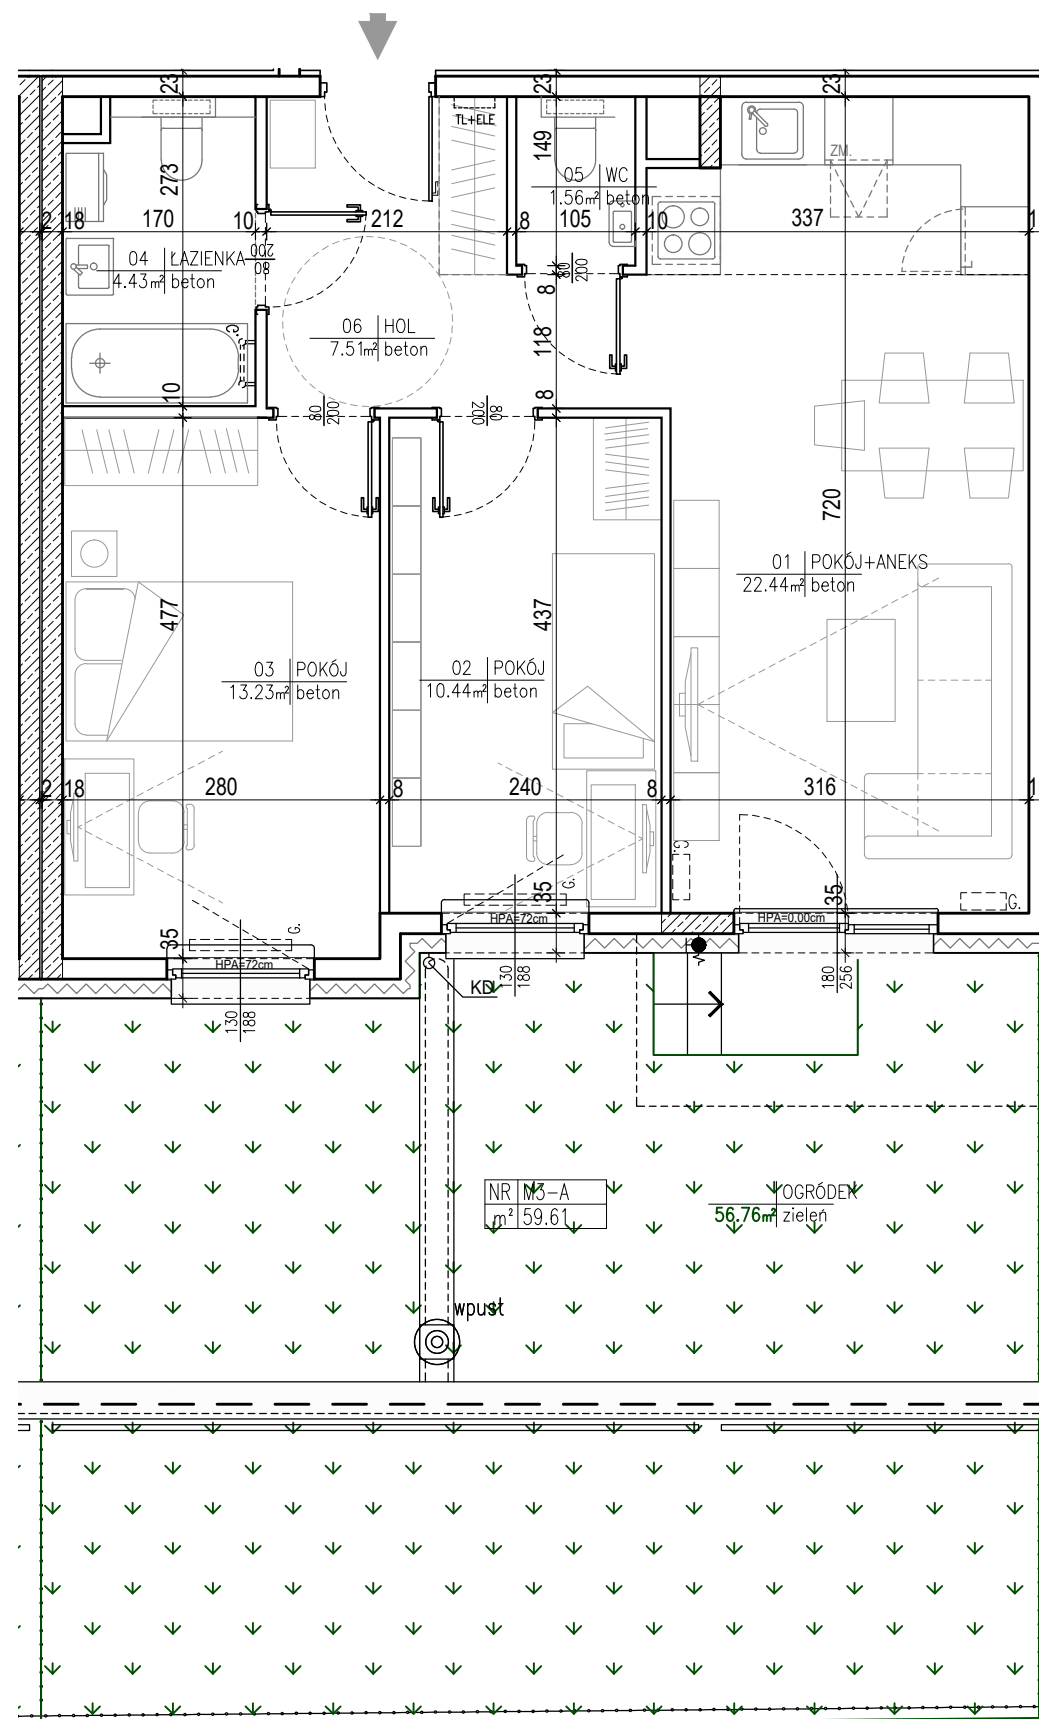 23
23
23
TL+ELE
149
ZM.
273
05 WC
1.56m² beton
2
18
170
10
212
8
105
10
337
1
04 ŁAZIENKA
4.43m² beton
80
200
80
200
8
G.
06 HOL
7.51m² beton
118
10
8
80
200
80
200
720
01 POKÓJ+ANEKS
22.44m² beton
477
437
03 POKÓJ
13.23m² beton
02 POKÓJ
10.44m² beton
2
18
280
8
240
8
316
1
G.
G.
35
35
G.
HPA=72cm
HPA=0.00cm
35
G.
HPA=72cm
130
188
KD
180
256
130
188
NR M3-A
m² 59.61
OGRÓDEK
56.76m² zieleń
wpust